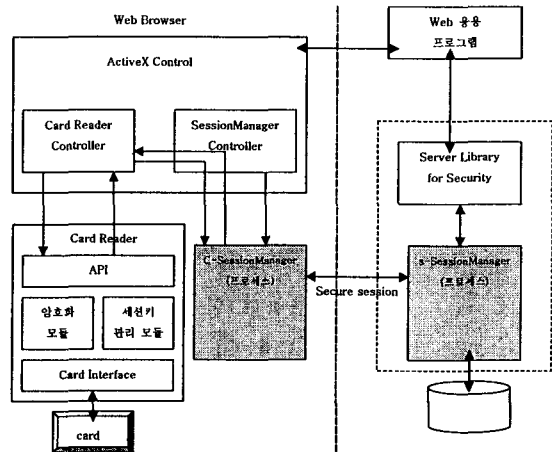 Web Browser
ActiveX Control
Card Reader
Controller
SessionManager
Controller
Card Reader
API
암호화
모듈
세션키
관리 모듈
Card Interface
card
C-SessionManager
(프로세스)
Secure session
Web 응용
프로그램
Server Library
for Security
s-SessionManager
(프로세스)